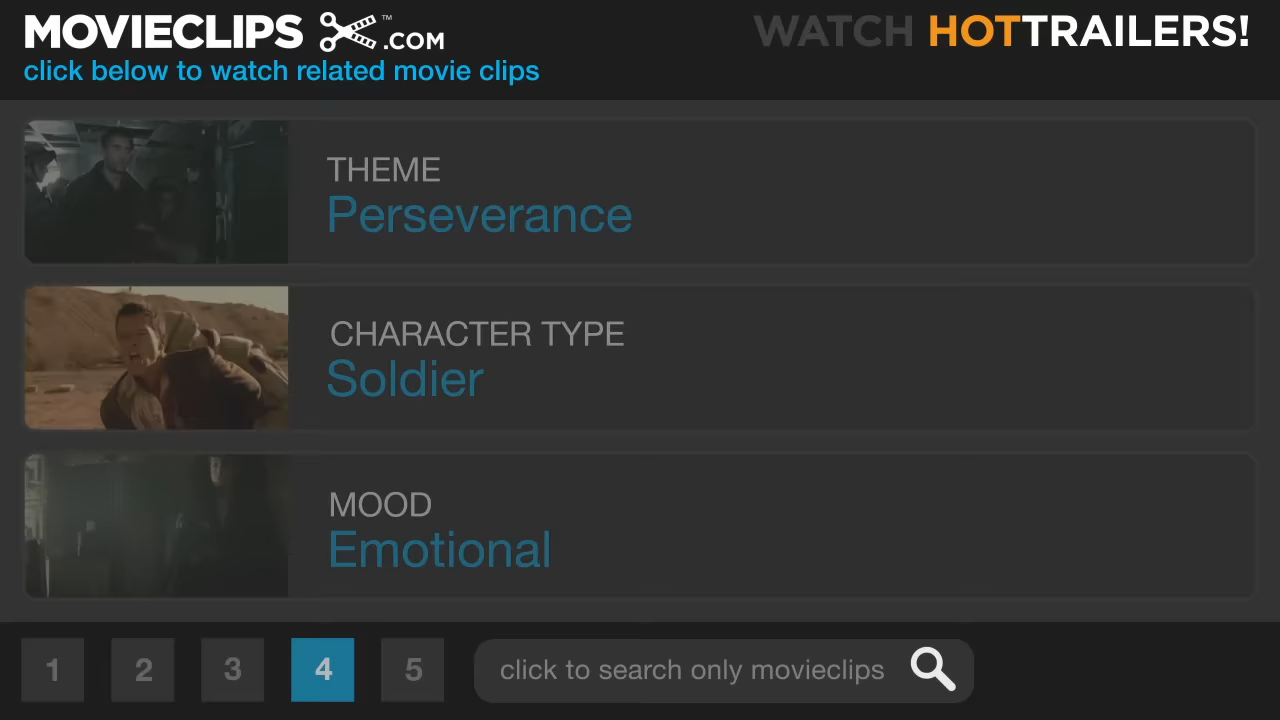 MOVIECLIPS ™.COM
WATCH HOTTRAILERS!
click below to watch related movie clips
THEME
Perseverance
CHARACTER TYPE
Soldier
MOOD
Emotional
1 2 3 4 5 click to search only movieclips